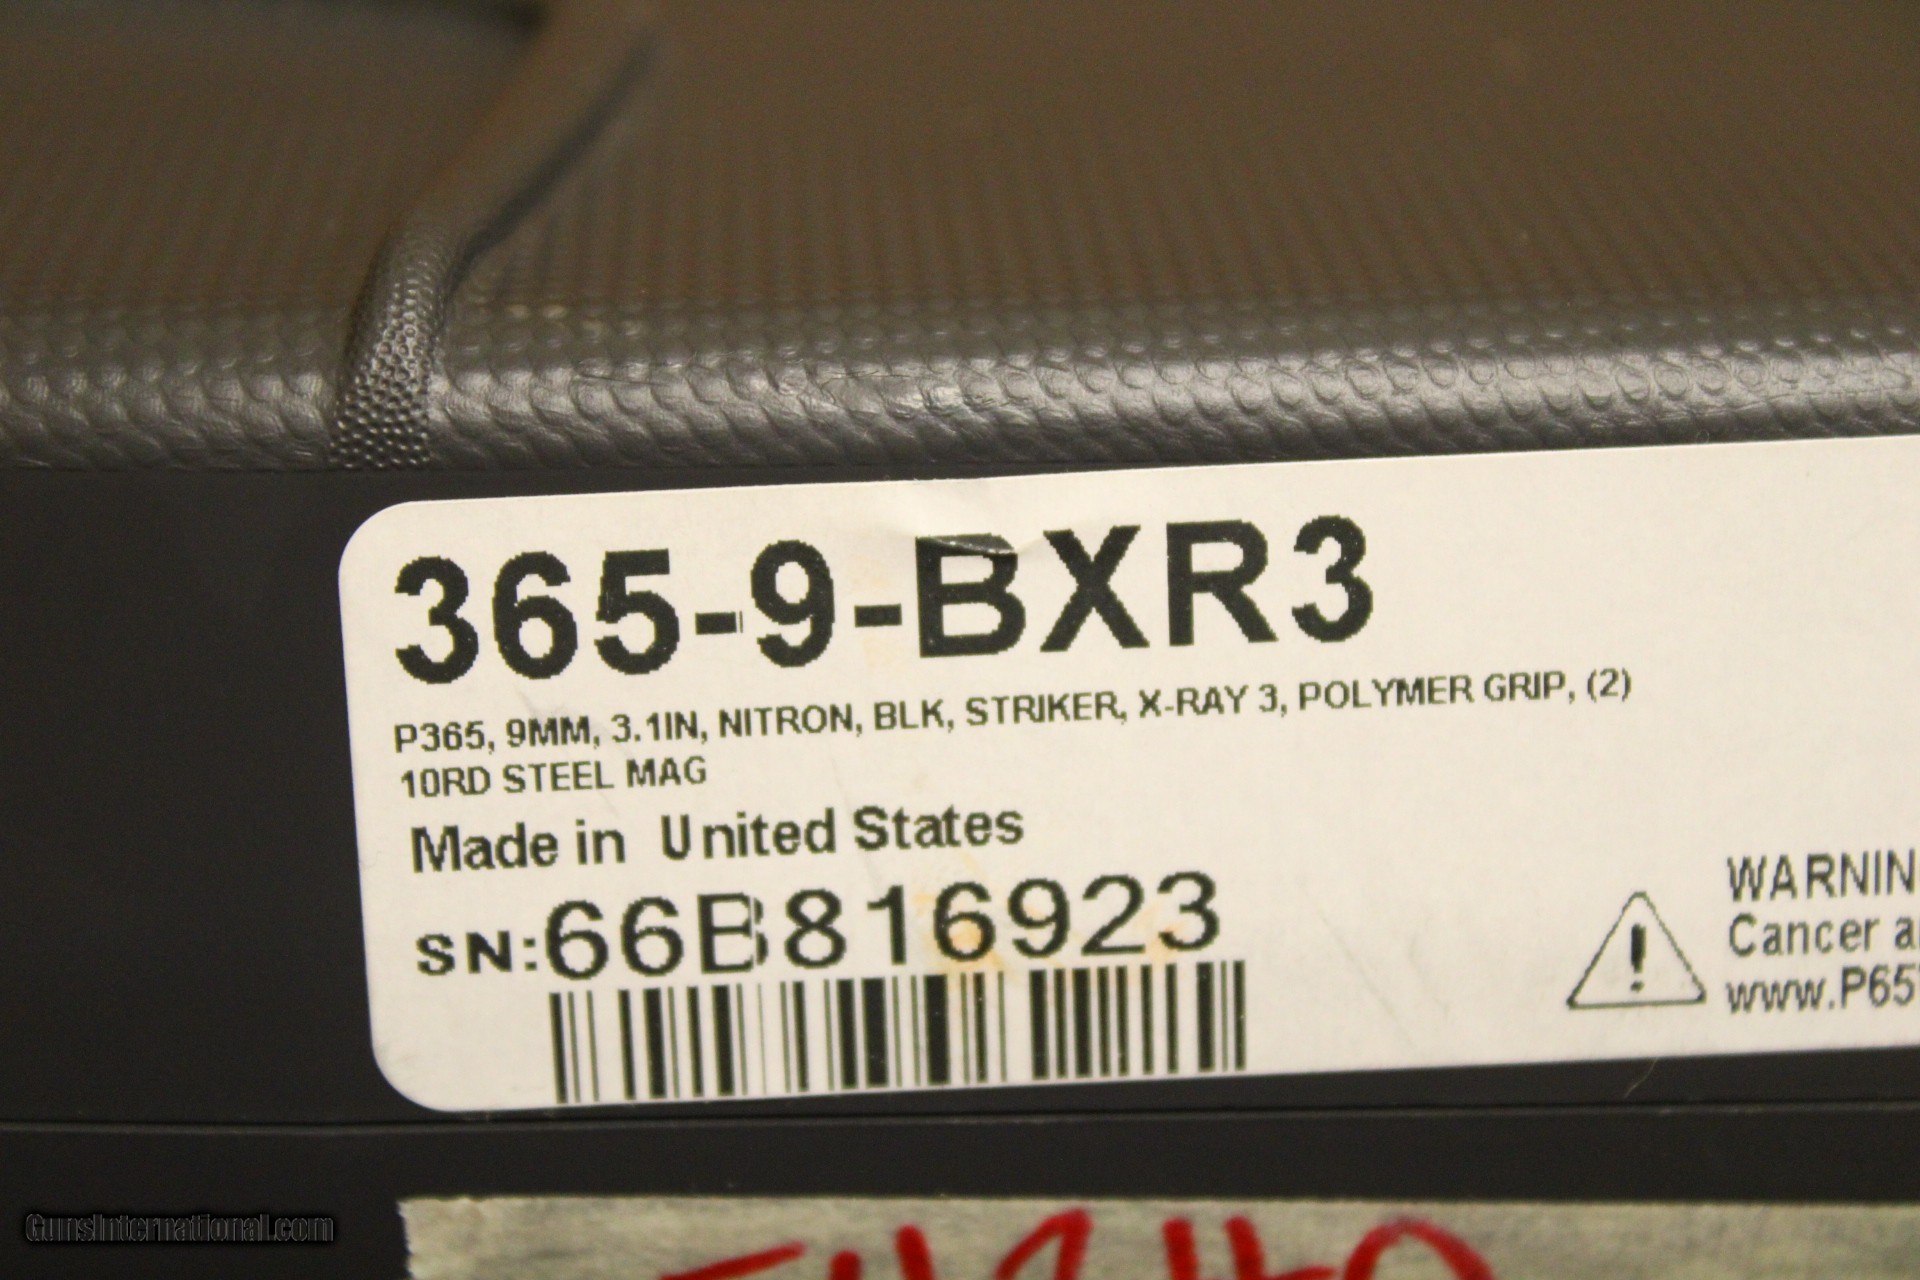 365-9-BXR3
P365, 9MM, 3.1IN, NITRON, BLK, STRIKER, X-RAY 3, POLYMER GRIP, (2)
10RD STEEL MAG
Made in United States
SN:66B816923
WARNIN
Cancer a
www.P65
GunsInternational.com